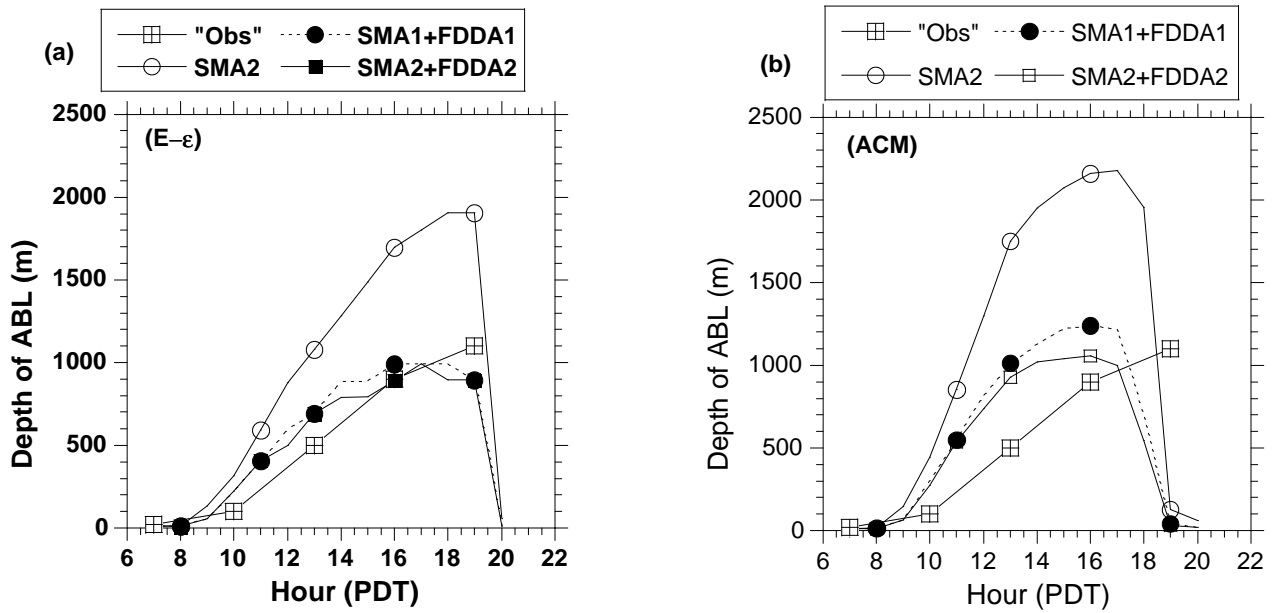 (a)
"Obs" SMA1+FDDA1
SMA2 SMA2+FDDA2
(E–ε)
2500
2000
1500
1000
500
0
6 8 10 12 14 16 18 20 22
Depth of ABL (m)
Hour (PDT)
(b)
"Obs" SMA1+FDDA1
SMA2 SMA2+FDDA2
(ACM)
2500
2000
1500
1000
500
0
6 8 10 12 14 16 18 20 22
Depth of ABL (m)
Hour (PDT)